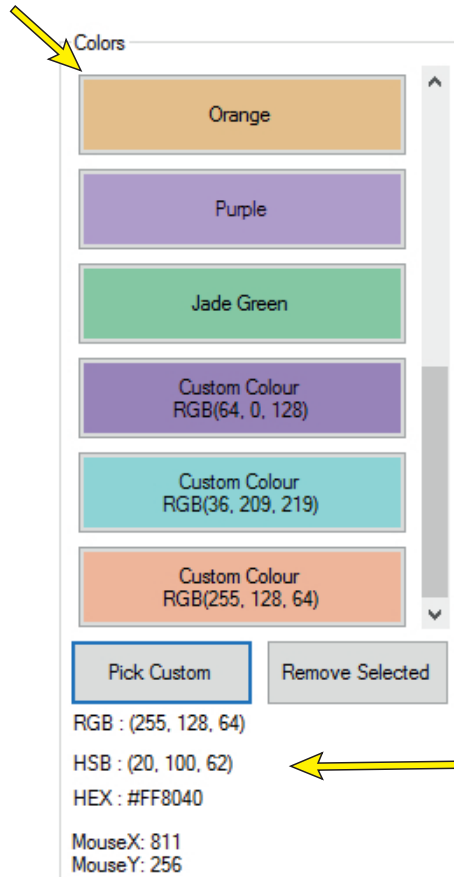 Colors
Orange
Purple
Jade Green
Custom Colour
RGB(64, 0, 128)
Custom Colour
RGB(36, 209, 219)
Custom Colour
RGB(255, 128, 64)
Pick Custom
Remove Selected
RGB : (255, 128, 64)
HSB : (20, 100, 62)
HEX : #FF8040
MouseX: 811
MouseY: 256